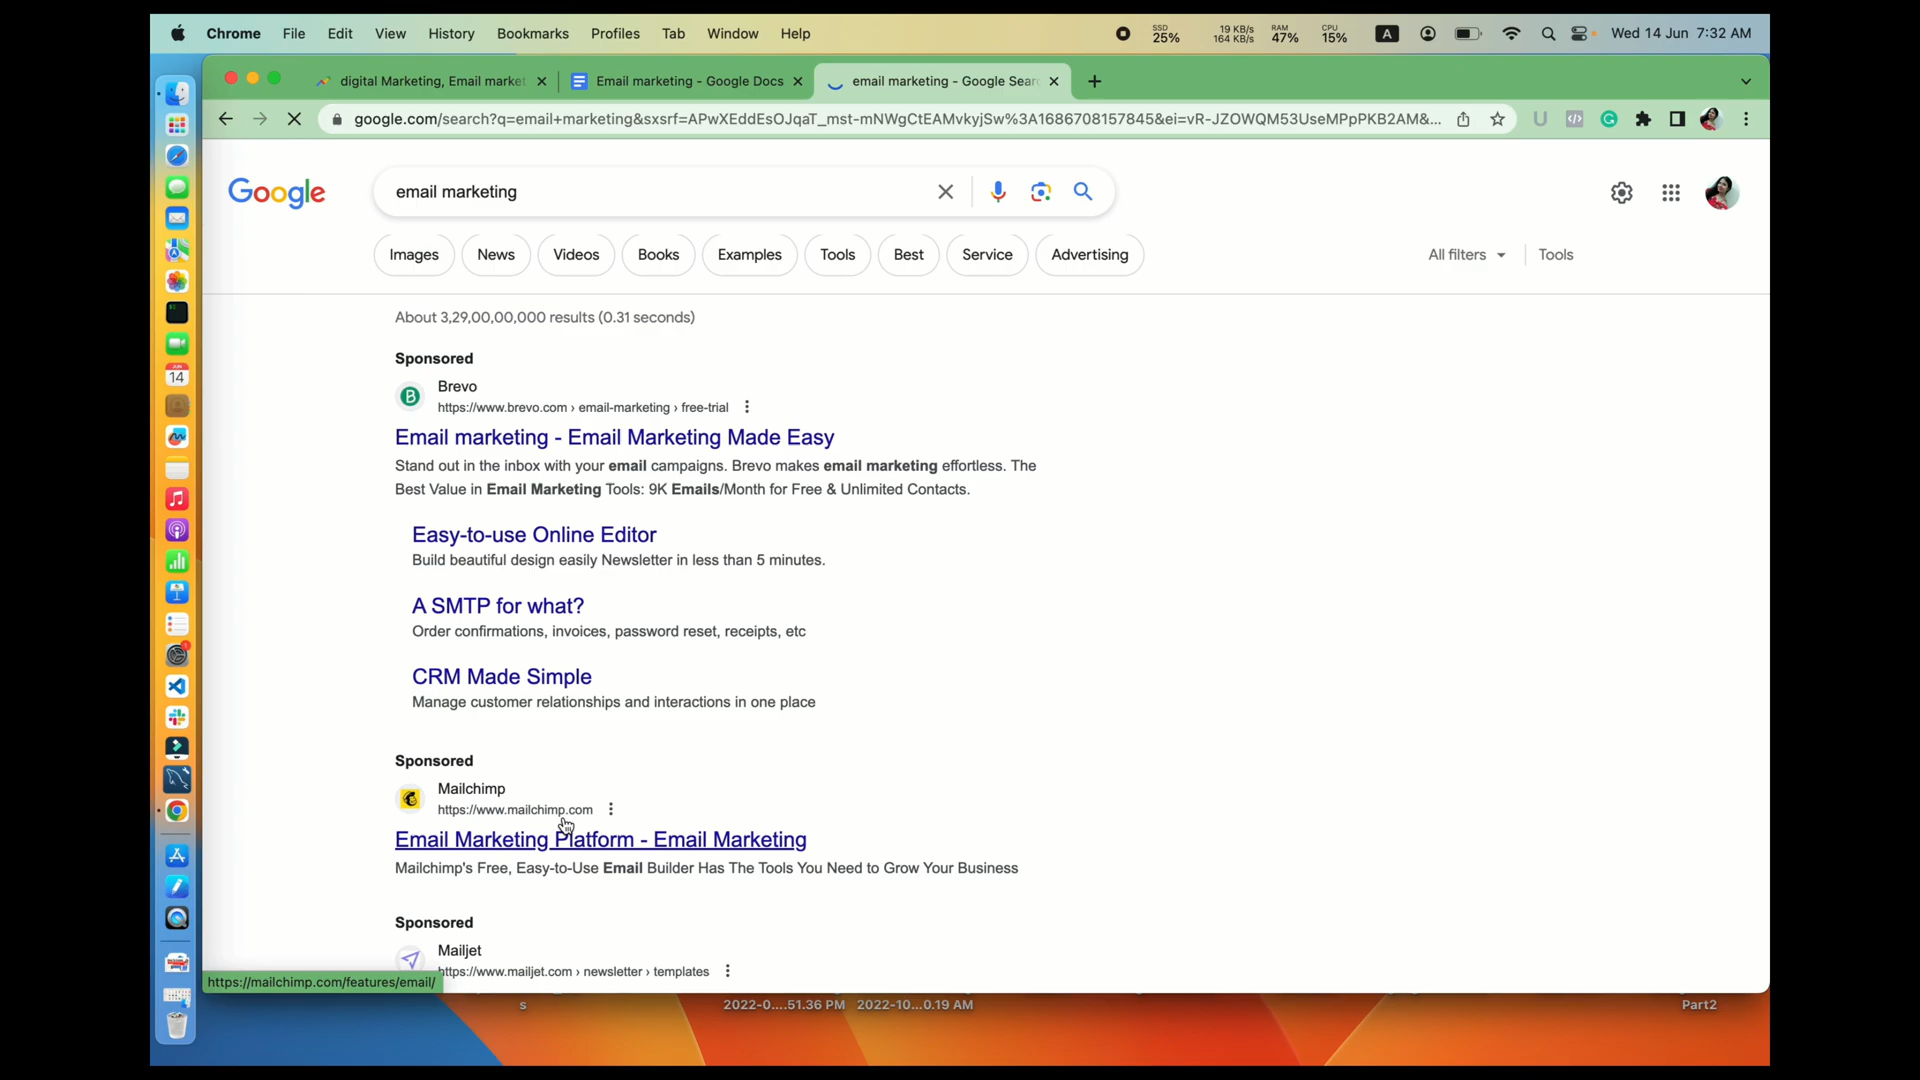 Chrome File Edit View History Bookmarks Profiles Tab Window Help SSD 25% 19 KB/s 164 KB/s RAM 47% CPU 15% A Wed 14 Jun 7:32 AM
digital Marketing, Email market
Email marketing - Google Docs
email marketing - Google Sear
google.com/search?q=email+marketing&sxsrf=APwXEddEsOJqaT_mst-mNWgCtEAMvkyjSw%3A1686708157845&ei=vR-JZOWQM53UseMPpPKB2AM&...
Google
email marketing
Images News Videos Books Examples Tools Best Service Advertising All filters Tools
About 3,29,00,00,000 results (0.31 seconds)
Sponsored
Brevo
https://www.brevo.com › email-marketing › free-trial
Email marketing - Email Marketing Made Easy
Stand out in the inbox with your email campaigns. Brevo makes email marketing effortless. The
Best Value in Email Marketing Tools: 9K Emails/Month for Free & Unlimited Contacts.
Easy-to-use Online Editor
Build beautiful design easily Newsletter in less than 5 minutes.
A SMTP for what?
Order confirmations, invoices, password reset, receipts, etc
CRM Made Simple
Manage customer relationships and interactions in one place
Sponsored
Mailchimp
https://www.mailchimp.com
Email Marketing Platform - Email Marketing
Mailchimp's Free, Easy-to-Use Email Builder Has The Tools You Need to Grow Your Business
Sponsored
Mailjet
https://www.mailjet.com › newsletter › templates
https://mailchimp.com/features/email/
s 2022-0....51.36 PM 2022-10...0.19 AM Part2